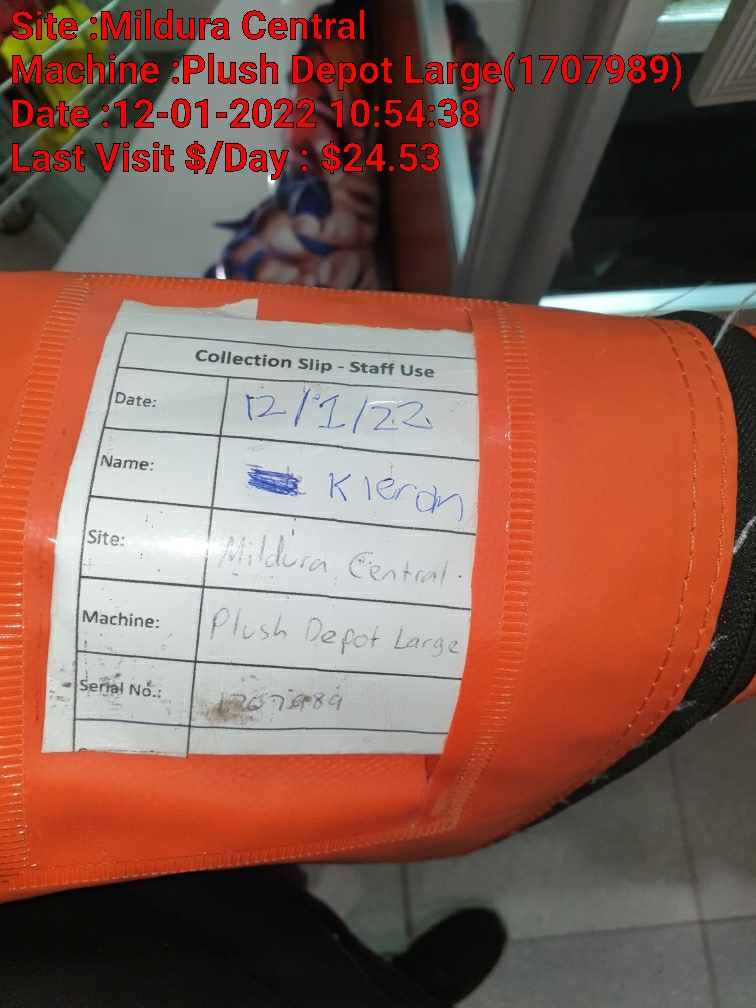 Site :Mildura Central
Machine :Plush Depot Large(1707989)
Date :12-01-2022 10:54:38
Last Visit $/Day : $24.53
Collection Slip - Staff Use
Date: 12/1/22
Name: Kieran
Site: Mildura Central.
Machine: Plush Depot Large
Serial No.: 1707989